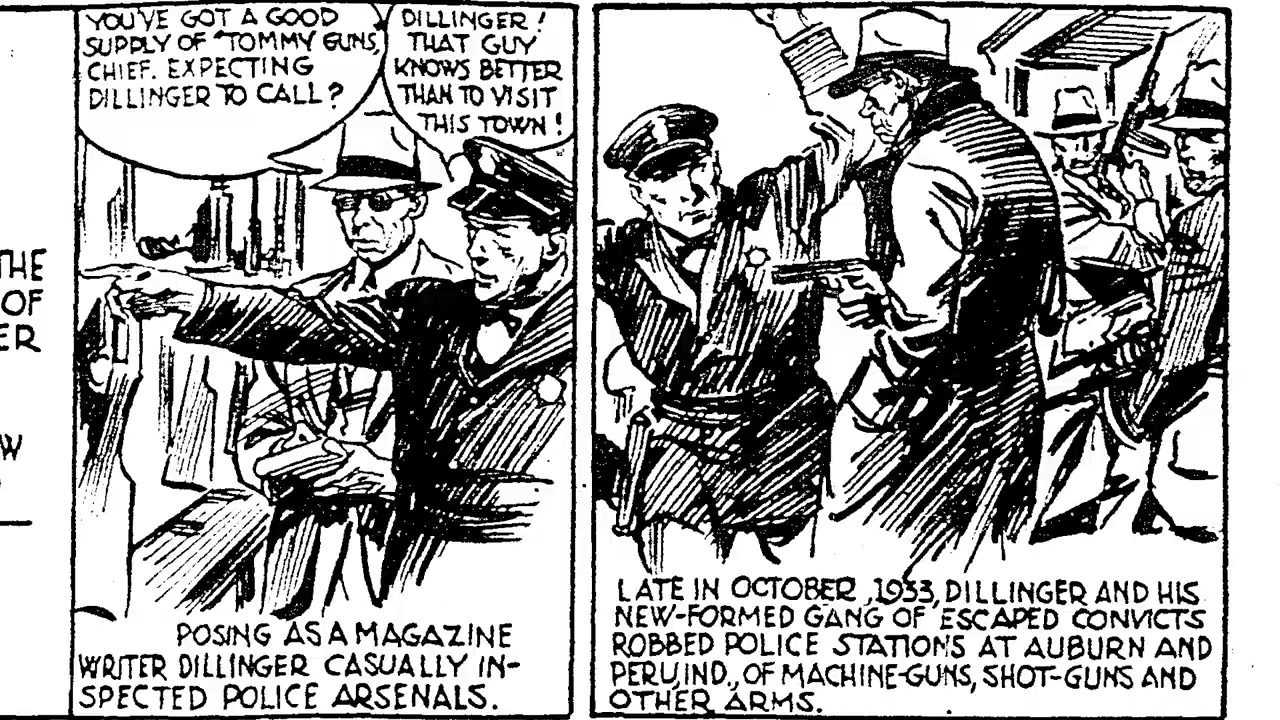 THE
OF
ER
W
YOU'VE GOT A GOOD
SUPPLY OF "TOMMY GUNS,
CHIEF. EXPECTING
DILLINGER TO CALL?
DILLINGER!
THAT GUY
KNOWS BETTER
THAN TO VISIT
THIS TOWN!
POSING AS A MAGAZINE
WRITER DILLINGER CASUALLY IN-
SPECTED POLICE ARSENALS.
LATE IN OCTOBER, 1933, DILLINGER AND HIS
NEW-FORMED GANG OF ESCAPED CONVICTS
ROBBED POLICE STATIONS AT AUBURN AND
PERU, IND., OF MACHINE-GUNS, SHOT-GUNS AND
OTHER ARMS.